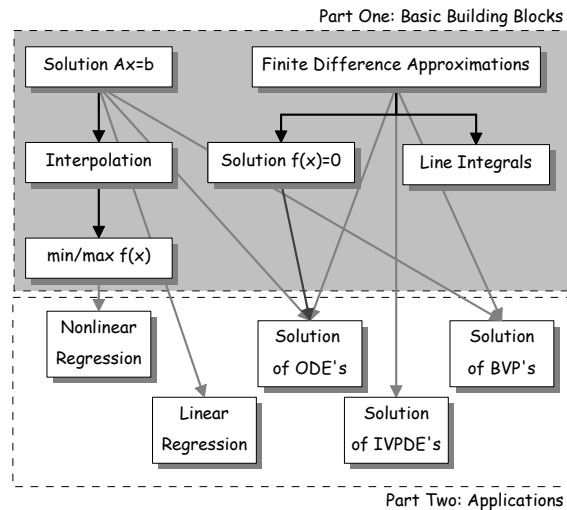 Part One: Basic Building Blocks
Solution Ax=b
Finite Difference Approximations
Interpolation
Solution f(x)=0
Line Integrals
min/max f(x)
Nonlinear
Regression
Solution
of ODE's
Solution
of BVP's
Linear
Regression
Solution
of IVPDE's
Part Two: Applications